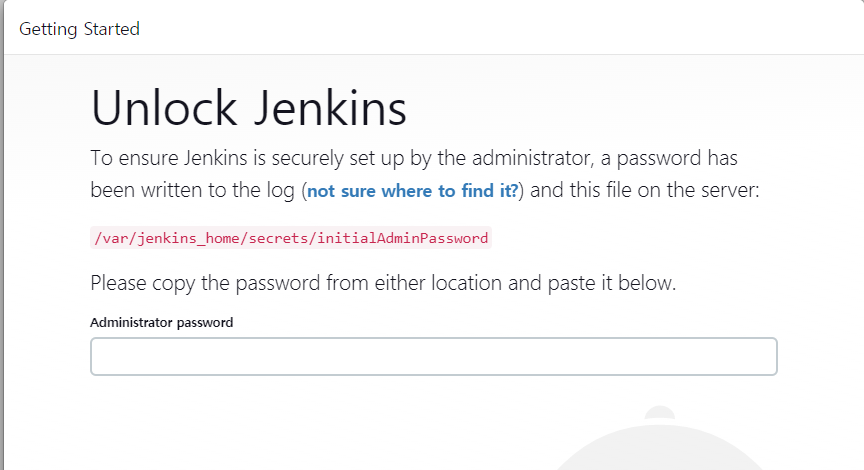 Getting Started
Unlock Jenkins
To ensure Jenkins is securely set up by the administrator, a password has
been written to the log (not sure where to find it?) and this file on the server:
/var/jenkins_home/secrets/initialAdminPassword
Please copy the password from either location and paste it below.
Administrator password